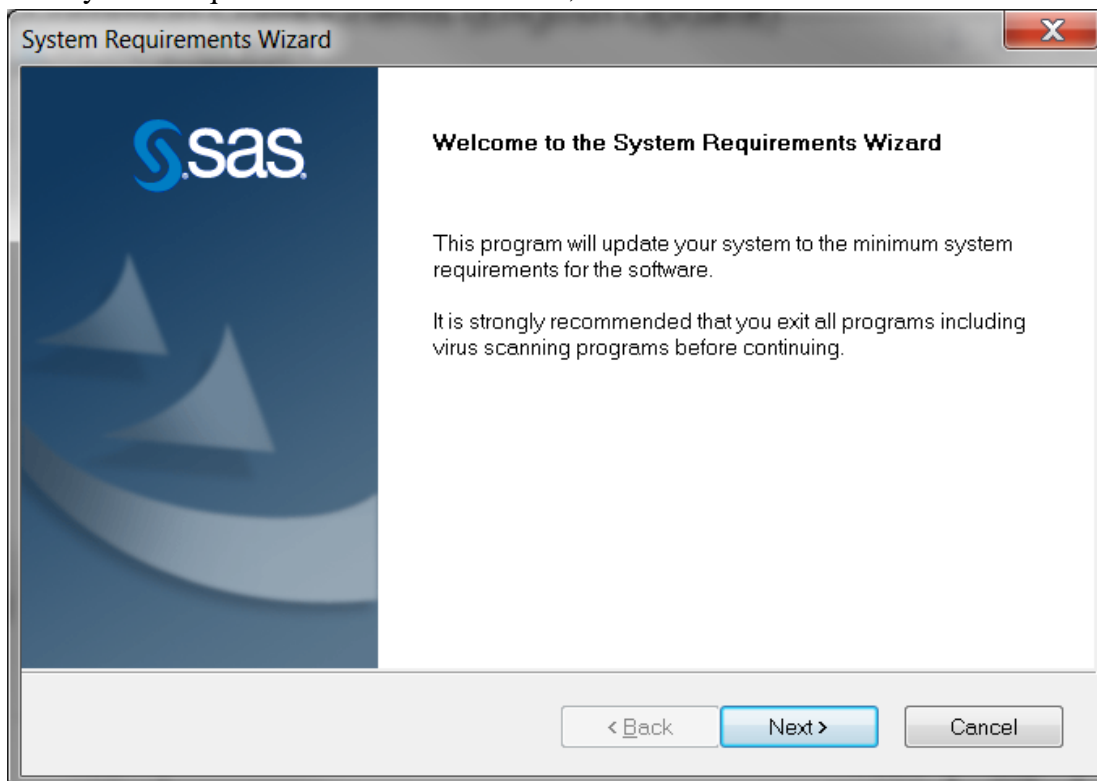 System Requirements Wizard
sas
Welcome to the System Requirements Wizard
This program will update your system to the minimum system
requirements for the software.
It is strongly recommended that you exit all programs including
virus scanning programs before continuing.
< Back
Next >
Cancel